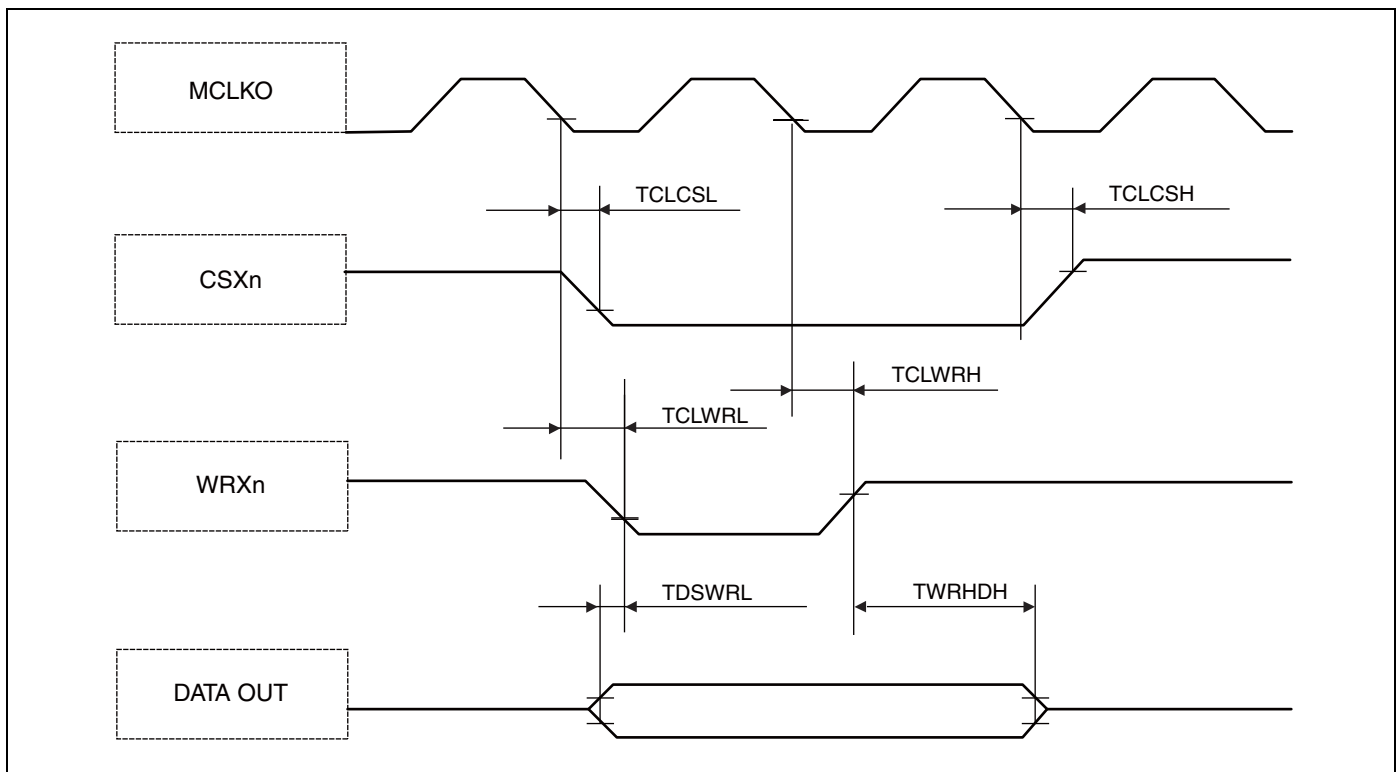 MCLKO
TCLCSL
TCLCSH
CSXn
TCLWRH
TCLWRL
WRXn
TDSWRL
TWRHDH
DATA OUT